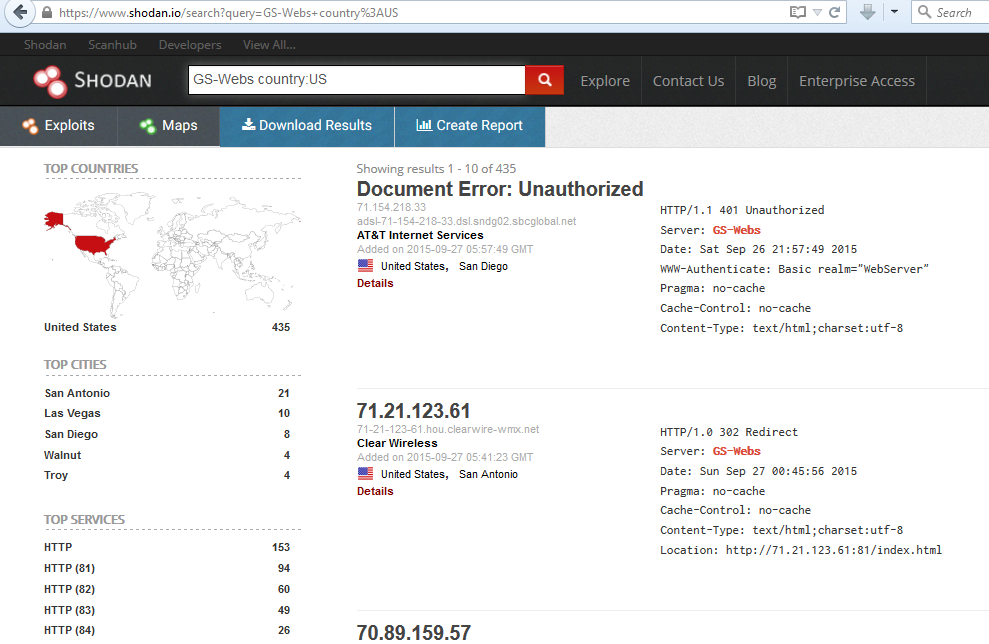 https://www.shodan.io/search?query=GS-Webs+country%3AUS
Search
Shodan Scanhub Developers View All...
SHODAN
GS-Webs country:US
Explore Contact Us Blog Enterprise Access
Exploits Maps Download Results Create Report
TOP COUNTRIES
United States 435
TOP CITIES
San Antonio 21
Las Vegas 10
San Diego 8
Walnut 4
Troy 4
TOP SERVICES
HTTP 153
HTTP (81) 94
HTTP (82) 60
HTTP (83) 49
HTTP (84) 26
Showing results 1 - 10 of 435
Document Error: Unauthorized
71.154.218.33
adsl-71-154-218-33.dsl.sndg02.sbcglobal.net
AT&T Internet Services
Added on 2015-09-27 05:57:49 GMT
United States, San Diego
Details
HTTP/1.1 401 Unauthorized
Server: GS-Webs
Date: Sat Sep 26 21:57:49 2015
WWW-Authenticate: Basic realm="WebServer"
Pragma: no-cache
Cache-Control: no-cache
Content-Type: text/html;charset:utf-8
71.21.123.61
71-21-123-61.hou.clearwire-wmx.net
Clear Wireless
Added on 2015-09-27 05:41:23 GMT
United States, San Antonio
Details
HTTP/1.0 302 Redirect
Server: GS-Webs
Date: Sun Sep 27 00:45:56 2015
Pragma: no-cache
Cache-Control: no-cache
Content-Type: text/html;charset:utf-8
Location: http://71.21.123.61:81/index.html
70.89.159.57